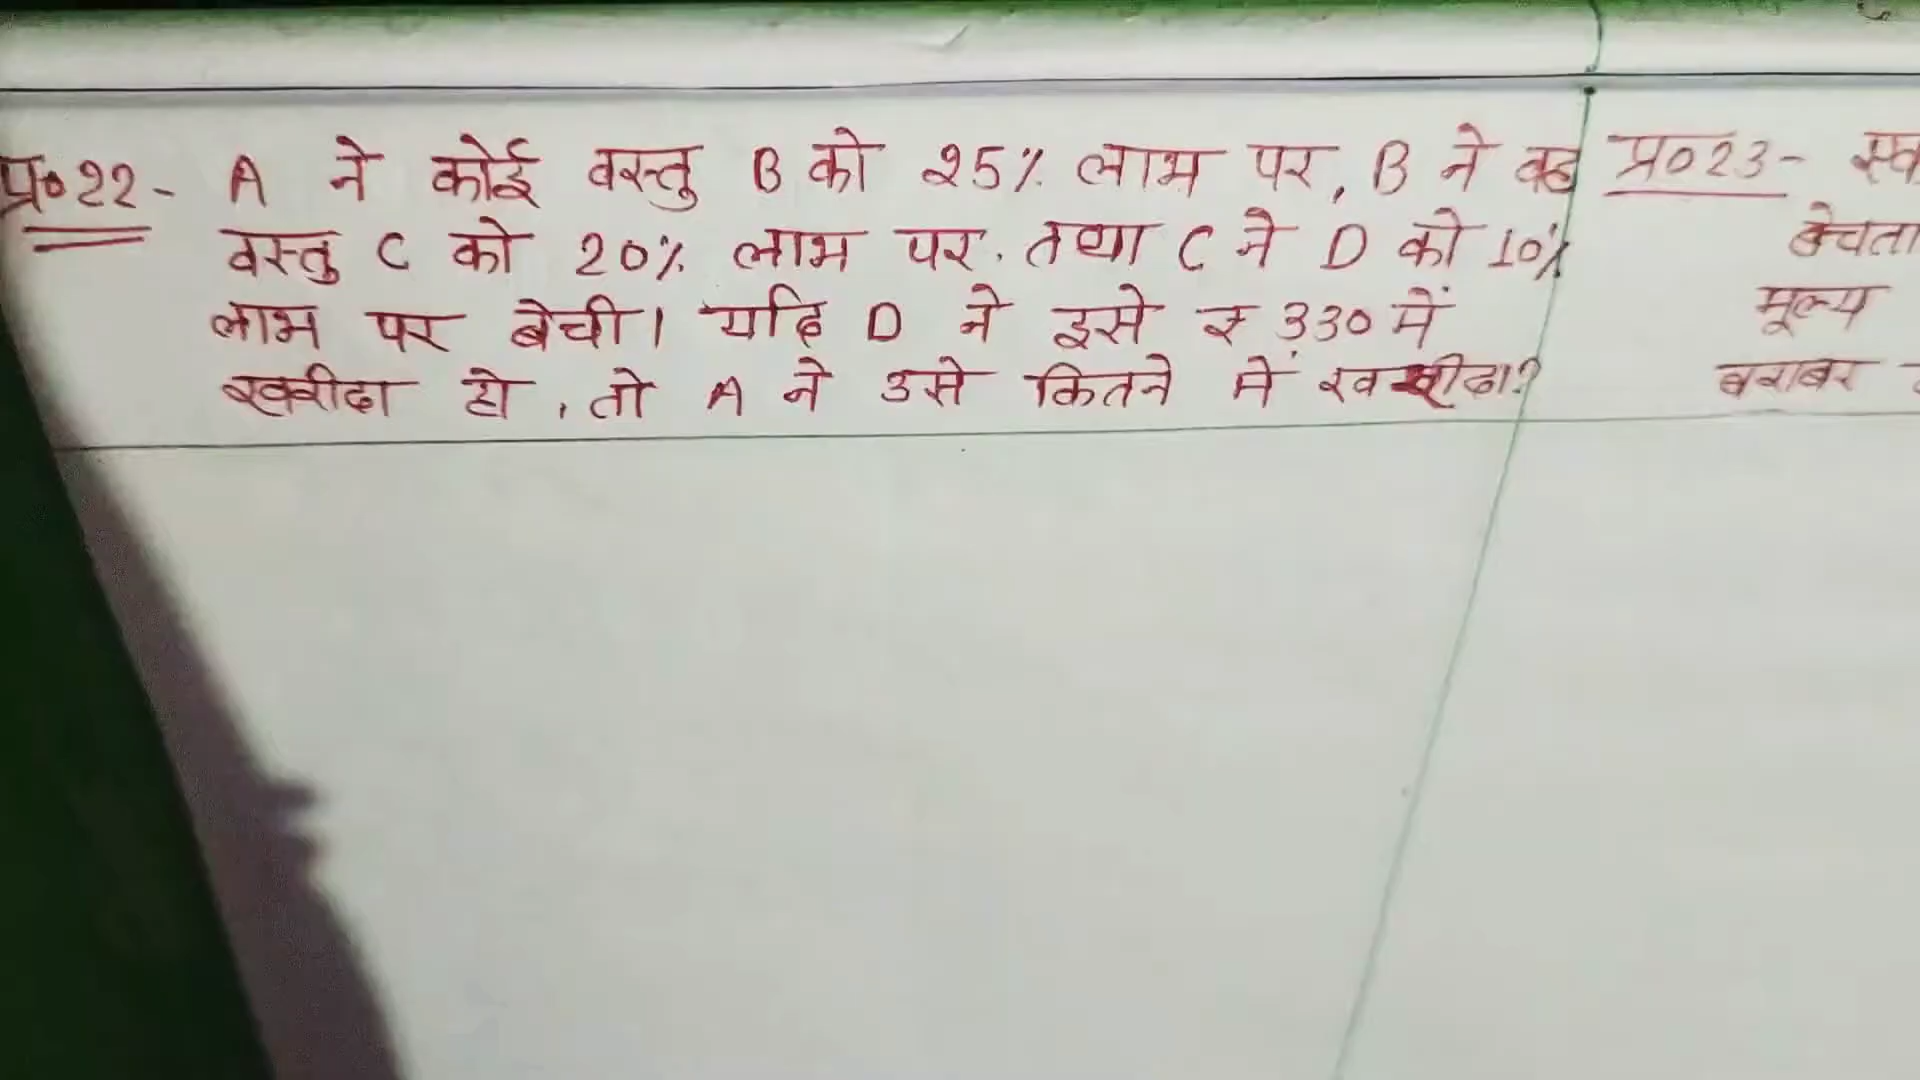 प्र०22- A ने कोई वस्तु B को 25% लाभ पर, B ने वह
वस्तु C को 20% लाभ पर, तथा C ने D को 10%
लाभ पर बेची। यदि D ने इसे ₹ 330 में
खरीदा हो, तो A ने उसे कितने में खरीदा?
प्र०23-
बेचता
मूल्य
बराबर